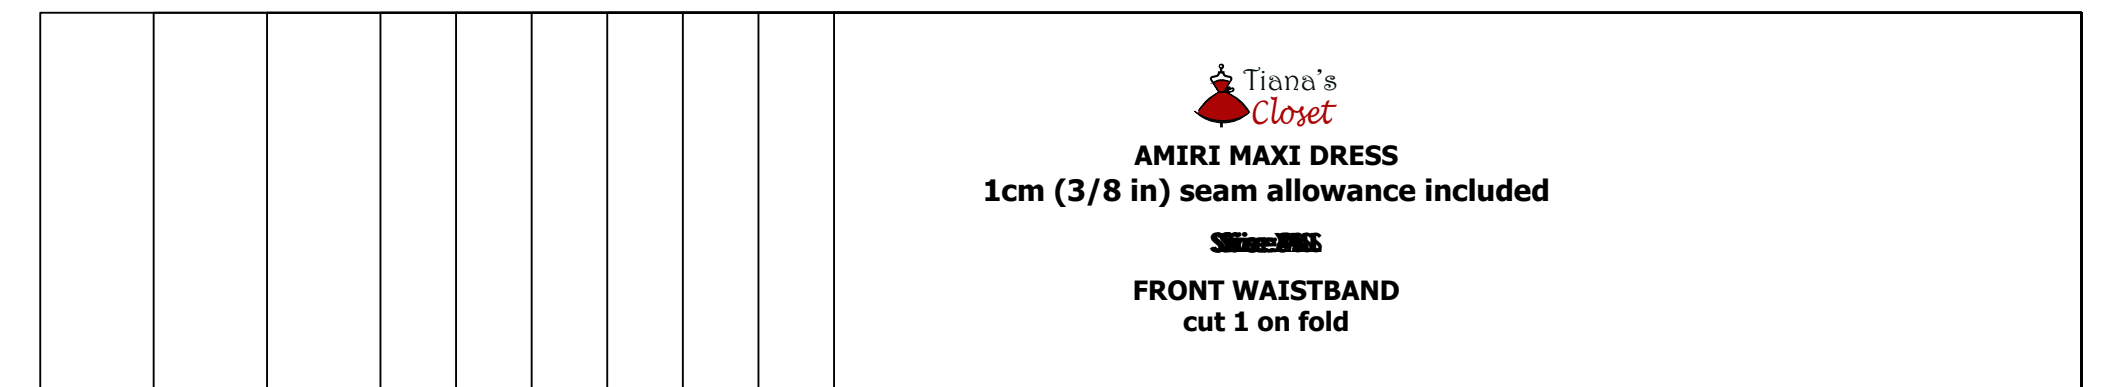 Tiana's
Closet
AMIRI MAXI DRESS
1cm (3/8 in) seam allowance included
FRONT WAISTBAND
cut 1 on fold